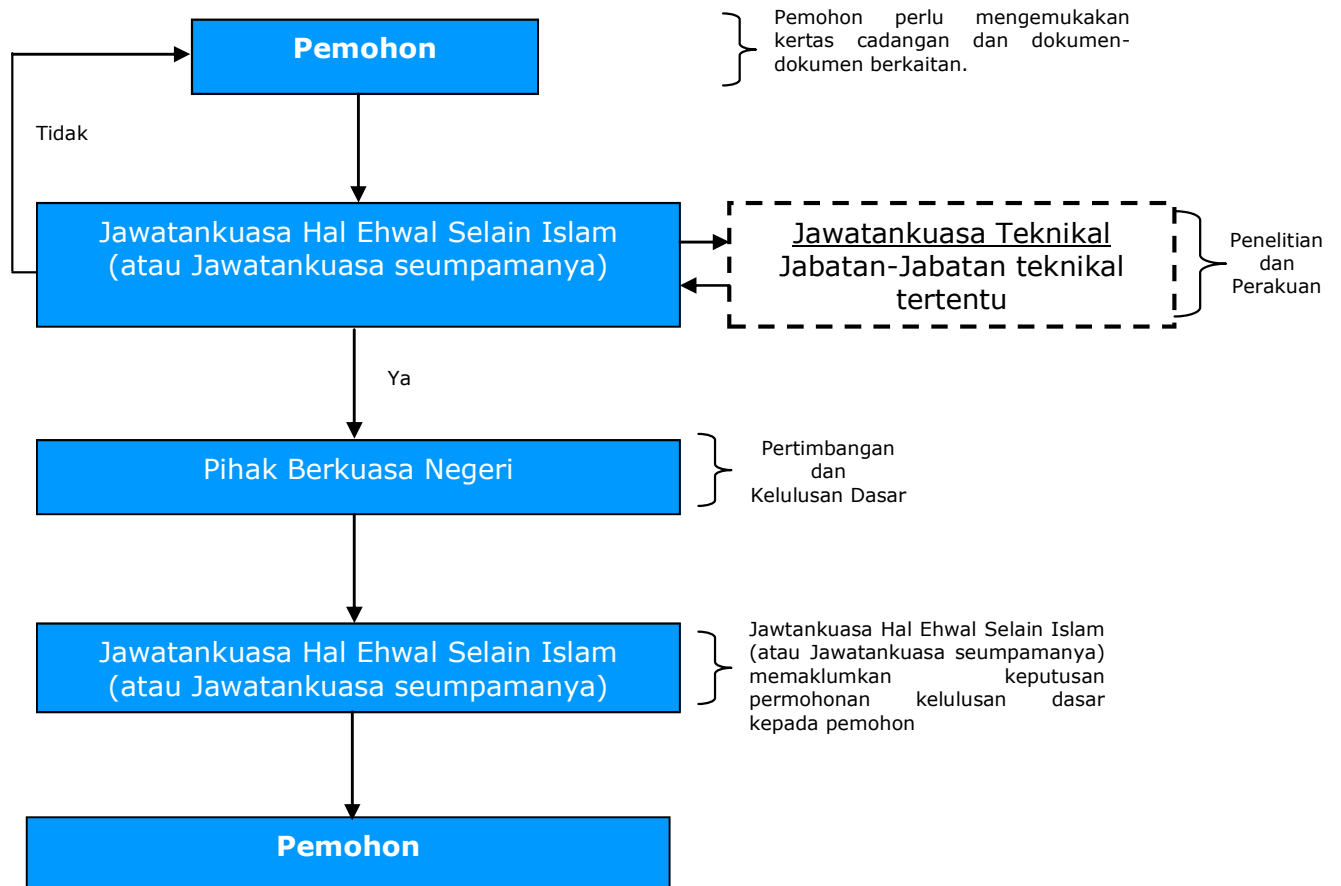 Pemohon
Pemohon perlu mengemukakan
kertas cadangan dan dokumen-
dokumen berkaitan.
Tidak
Jawatankuasa Hal Ehwal Selain Islam
(atau Jawatankuasa seumpamanya)
Jawatankuasa Teknikal
Jabatan-Jabatan teknikal
tertentu
Penelitian
dan
Perakuan
Ya
Pihak Berkuasa Negeri
Pertimbangan
dan
Kelulusan Dasar
Jawatankuasa Hal Ehwal Selain Islam
(atau Jawatankuasa seumpamanya)
Jawtankuasa Hal Ehwal Selain Islam
(atau Jawatankuasa seumpamanya)
memaklumkan keputusan
permohonan kelulusan dasar
kepada pemohon
Pemohon